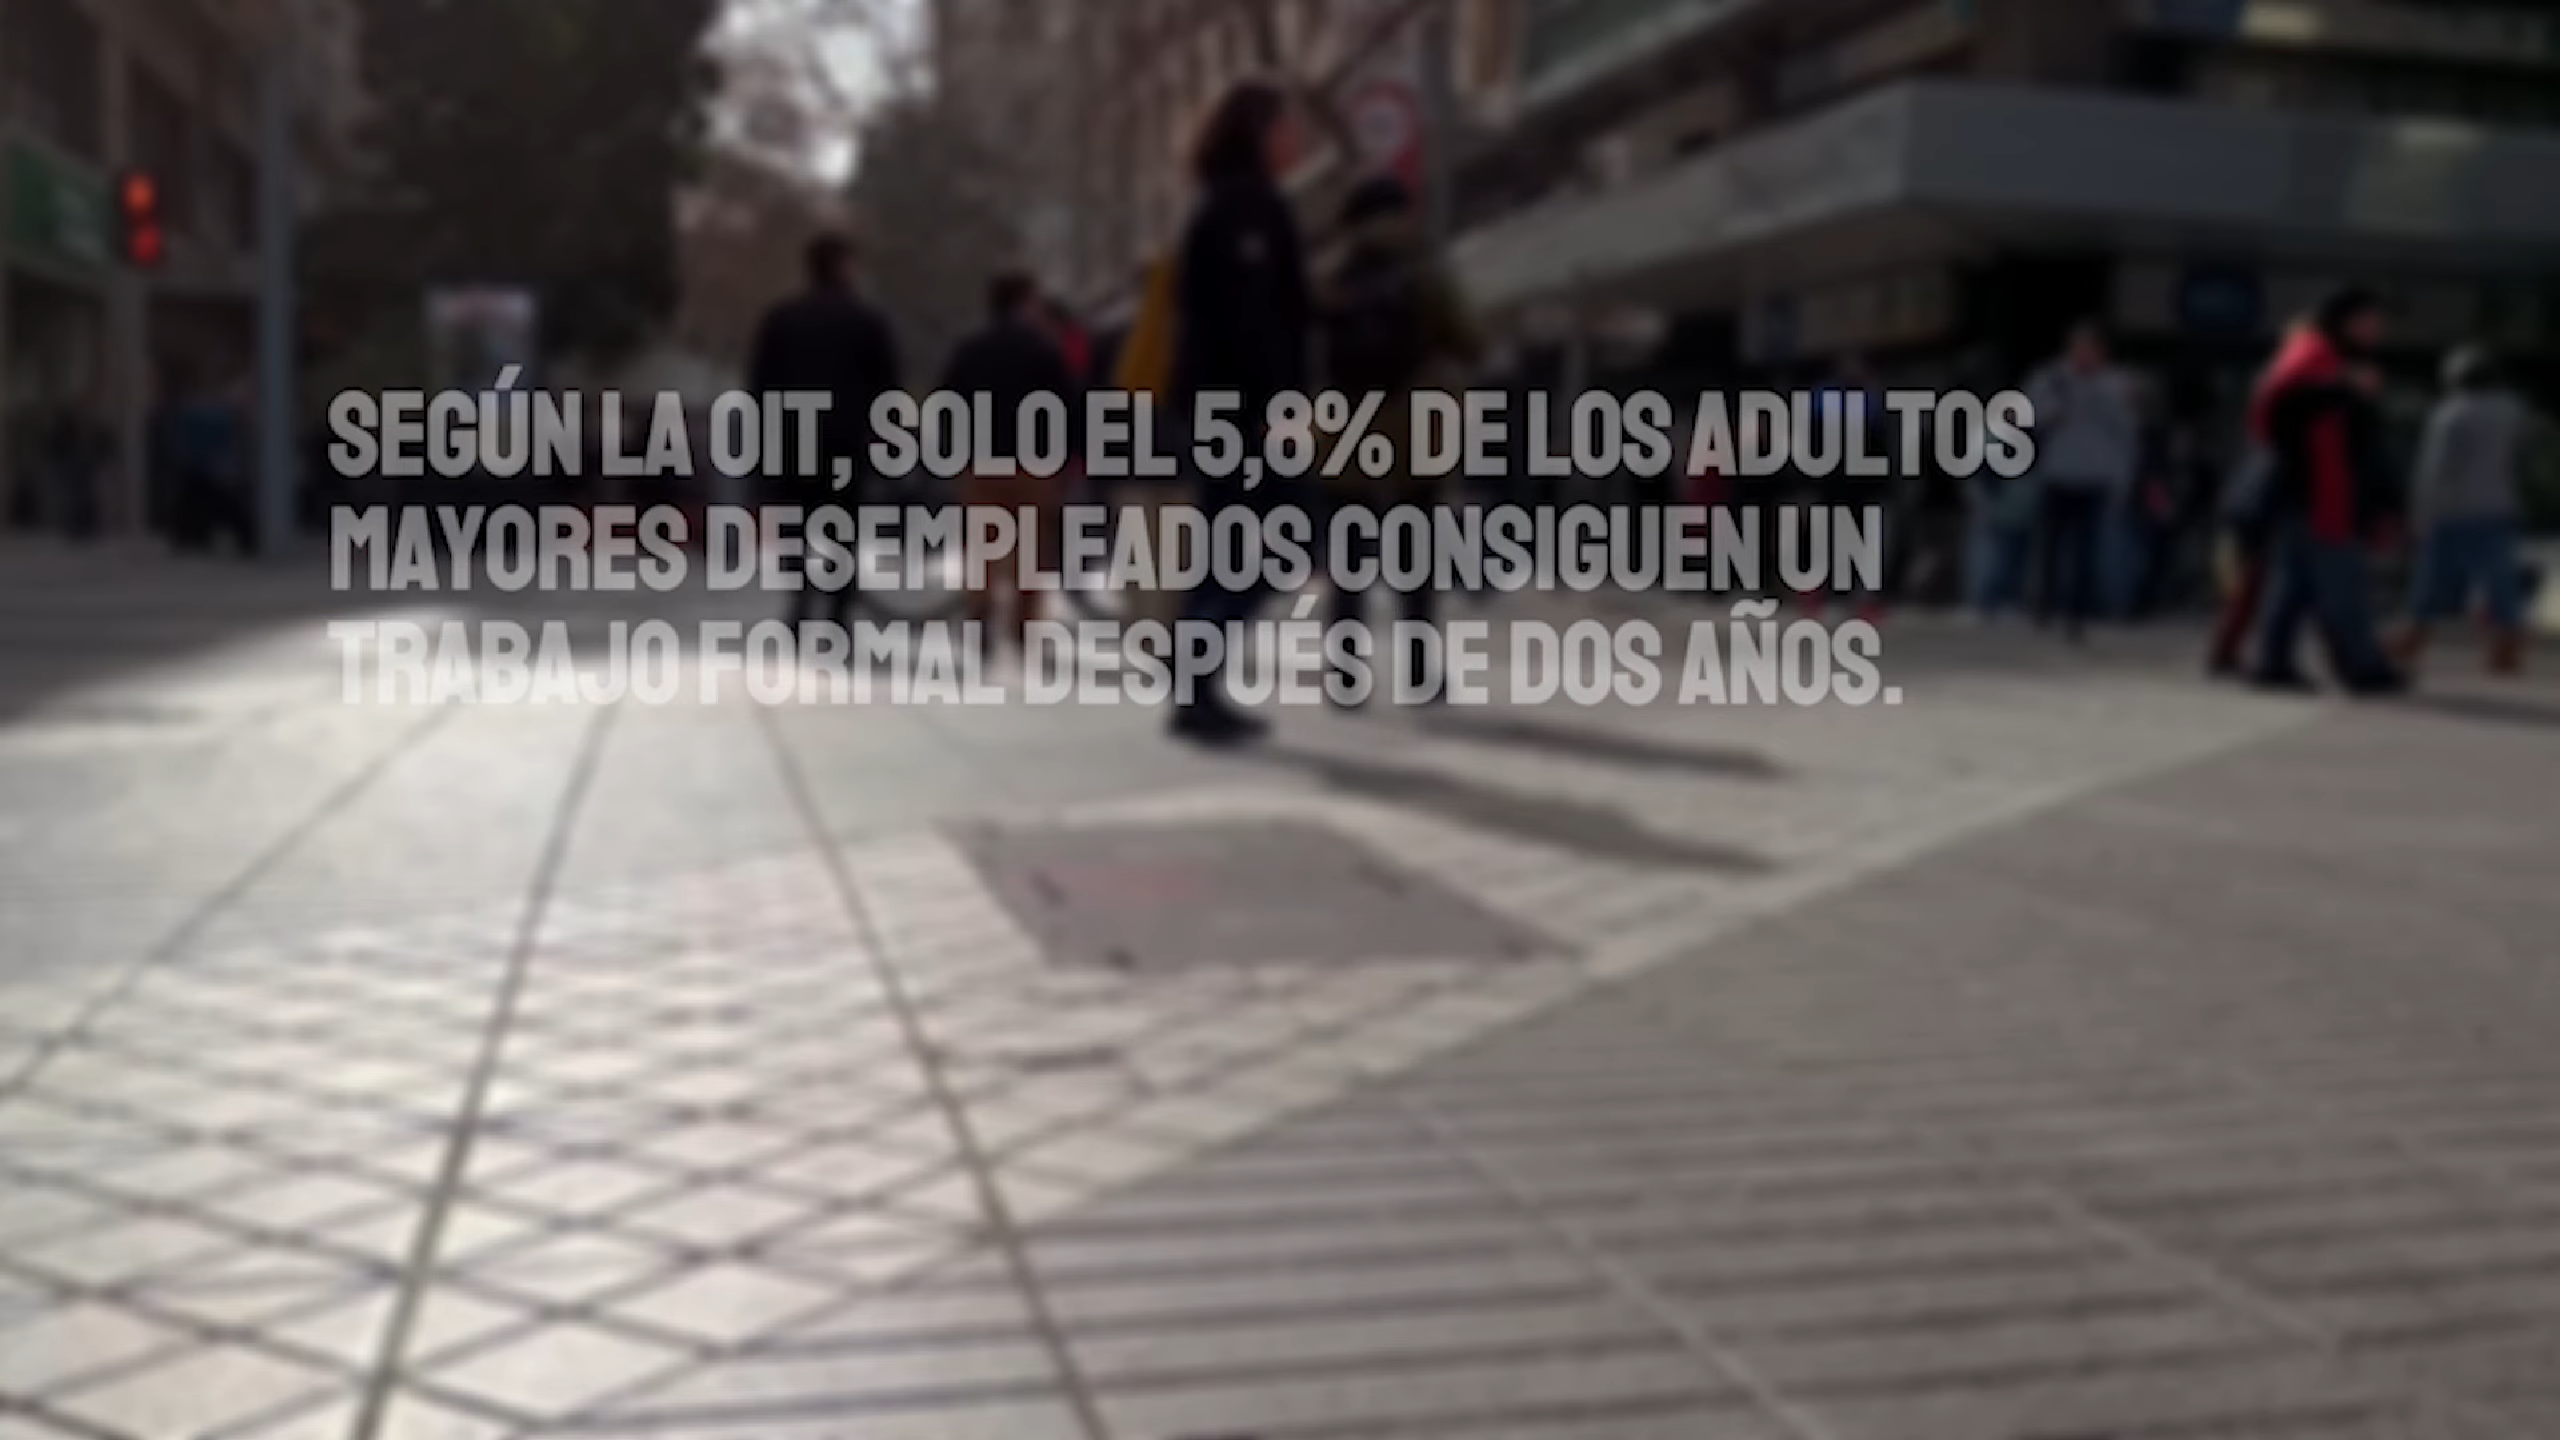 SEGÚN LA OIT, SOLO EL 5,8% DE LOS ADULTOS
MAYORES DESEMPLEADOS CONSIGUEN UN
TRABAJO FORMAL DESPUÉS DE DOS AÑOS.